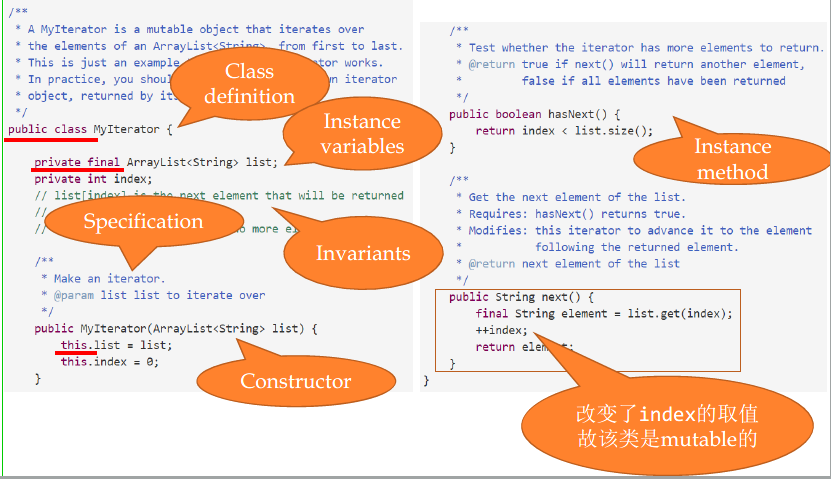 /**
* A MyIterator is a mutable object that iterates over
* the elements of an ArrayList<String>, from first to last.
* This is just an example
ator works.
* In practice, you shou
wn iterator
* object, returned by it
*/
public class MyIterator {
private final ArrayList<String> list;
private int index;
// list[index] is the next element that will be returned
//
//
no more el
/**
* Make an iterator.
* @param list list to iterate over
*/
public MyIterator(ArrayList<String> list) {
this.list = list;
this.index = 0;
}
Class
definition
Instance
variables
Specification
Invariants
Constructor
/**
* Test whether the iterator has more elements to return.
* @return true if next() will return another element,
* false if all elements have been returned
*/
public boolean hasNext() {
return index < list.size();
}
Instance
method
/**
* Get the next element of the list.
* Requires: hasNext() returns true.
* Modifies: this iterator to advance it to the element
* following the returned element.
* @return next element of the list
*/
public String next() {
final String element = list.get(index);
++index;
return element;
}
}
改变了index的取值
故该类是mutable的